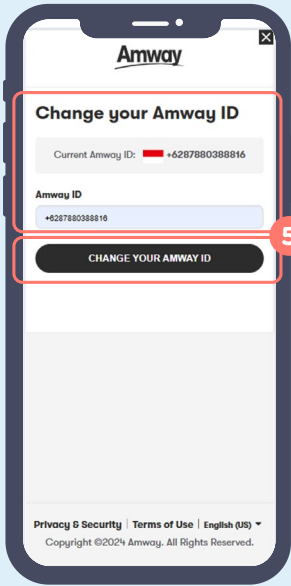 Amway
Change your Amway ID
Current Amway ID: +6287880388816
Amway ID
+6287880388816
CHANGE YOUR AMWAY ID
5
Privacy & Security | Terms of Use | English (US)
Copyright ©2024 Amway. All Rights Reserved.